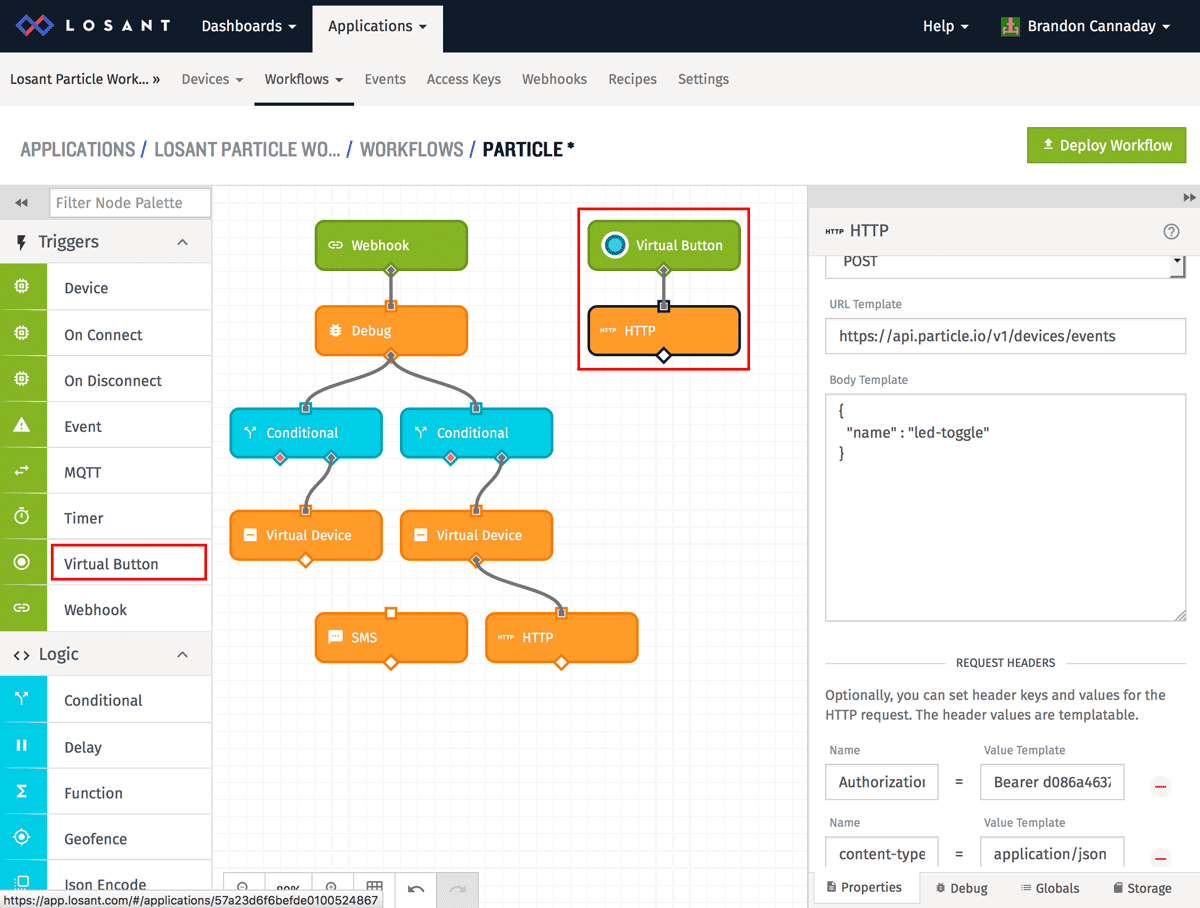 LOSANT Dashboards Applications Help Brandon Cannaday
Losant Particle Work... » Devices Workflows Events Access Keys Webhooks Recipes Settings
APPLICATIONS / LOSANT PARTICLE WO... / WORKFLOWS / PARTICLE *
Deploy Workflow
Filter Node Palette
Triggers
Device
On Connect
On Disconnect
Event
MQTT
Timer
Virtual Button
Webhook
Logic
Conditional
Delay
Function
Geofence
Json Encode
https://app.losant.com/#/applications/57a23d6f6befde0100524867
Webhook
Debug
Conditional
Conditional
Virtual Device
Virtual Device
SMS
HTTP HTTP
Virtual Button
HTTP HTTP
80%
HTTP HTTP
POST
URL Template
https://api.particle.io/v1/devices/events
Body Template
{
"name" : "led-toggle"
}
REQUEST HEADERS
Optionally, you can set header keys and values for the
HTTP request. The header values are templatable.
Name Value Template
Authorization = Bearer d086a4637
Name Value Template
content-type = application/json
Properties Debug Globals Storage